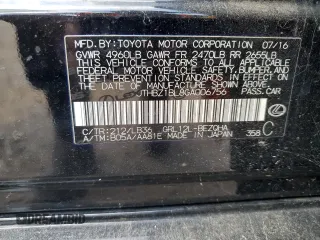 MFD. BY: TOYOTA MOTOR CORPORATION 07/16
GVWR 4960LB GAWR FR 2470LB RR 2655LB
THIS VEHICLE CONFORMS TO ALL APPLICABLE
FEDERAL MOTOR VEHICLE SAFETY, BUMPER, AND
THEFT PREVENTION STANDARDS IN EFFECT ON
THE DATE OF MANUFACTURE SHOWN ABOVE.
JTHBZ1BL8GA006756 PASS.CAR
C/TR:212/LB36 GRL12L-BEZQHA
A/TM:B05A/AA81E MADE IN JAPAN 358 C